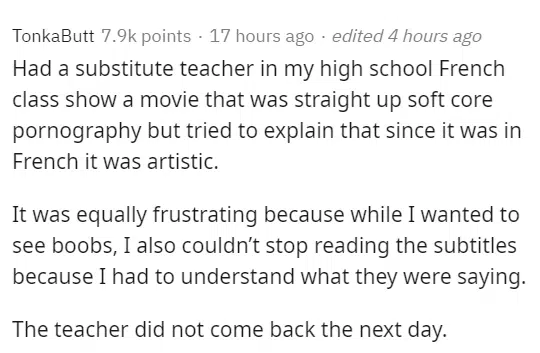 TonkaButt 7.9k points · 17 hours ago · edited 4 hours ago
Had a substitute teacher in my high school French
class show a movie that was straight up soft core
pornography but tried to explain that since it was in
French it was artistic.
It was equally frustrating because while I wanted to
see boobs, I also couldn’t stop reading the subtitles
because I had to understand what they were saying.
The teacher did not come back the next day.